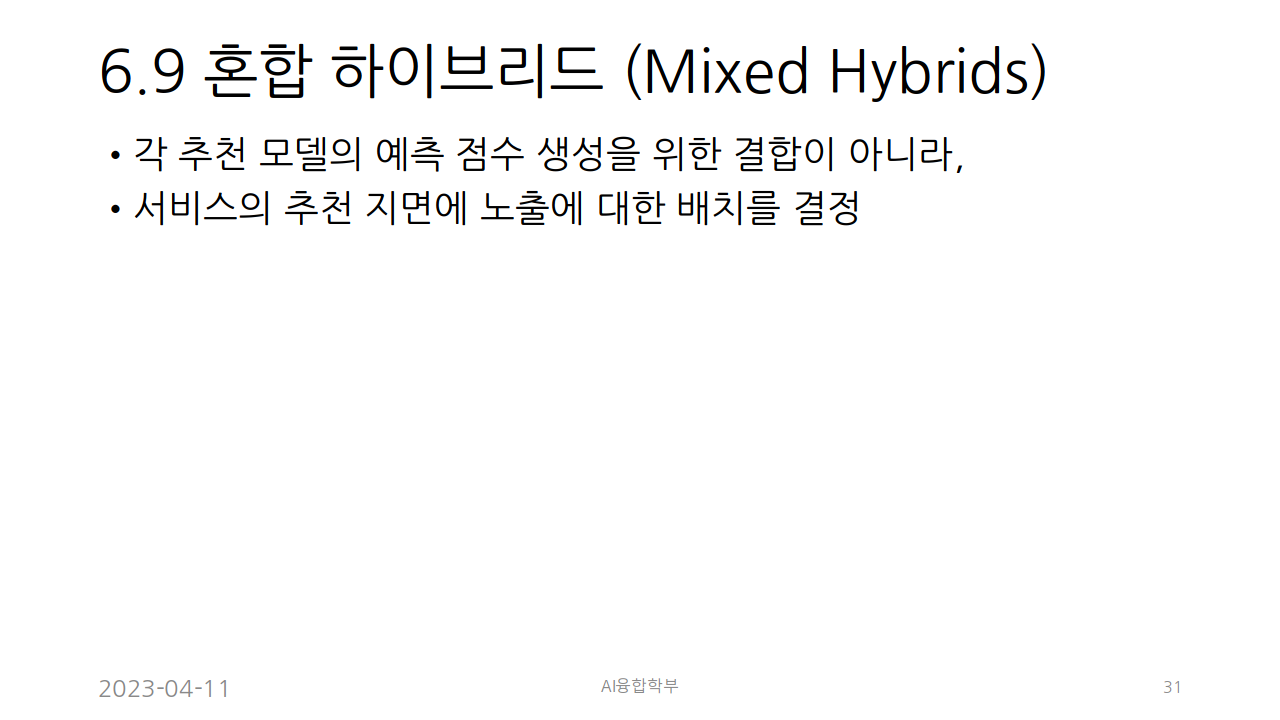 6.9 혼합 하이브리드 (Mixed Hybrids)
• 각 추천 모델의 예측 점수 생성을 위한 결합이 아니라,
• 서비스의 추천 지면에 노출에 대한 배치를 결정
2023-04-11
AI융합학부
31